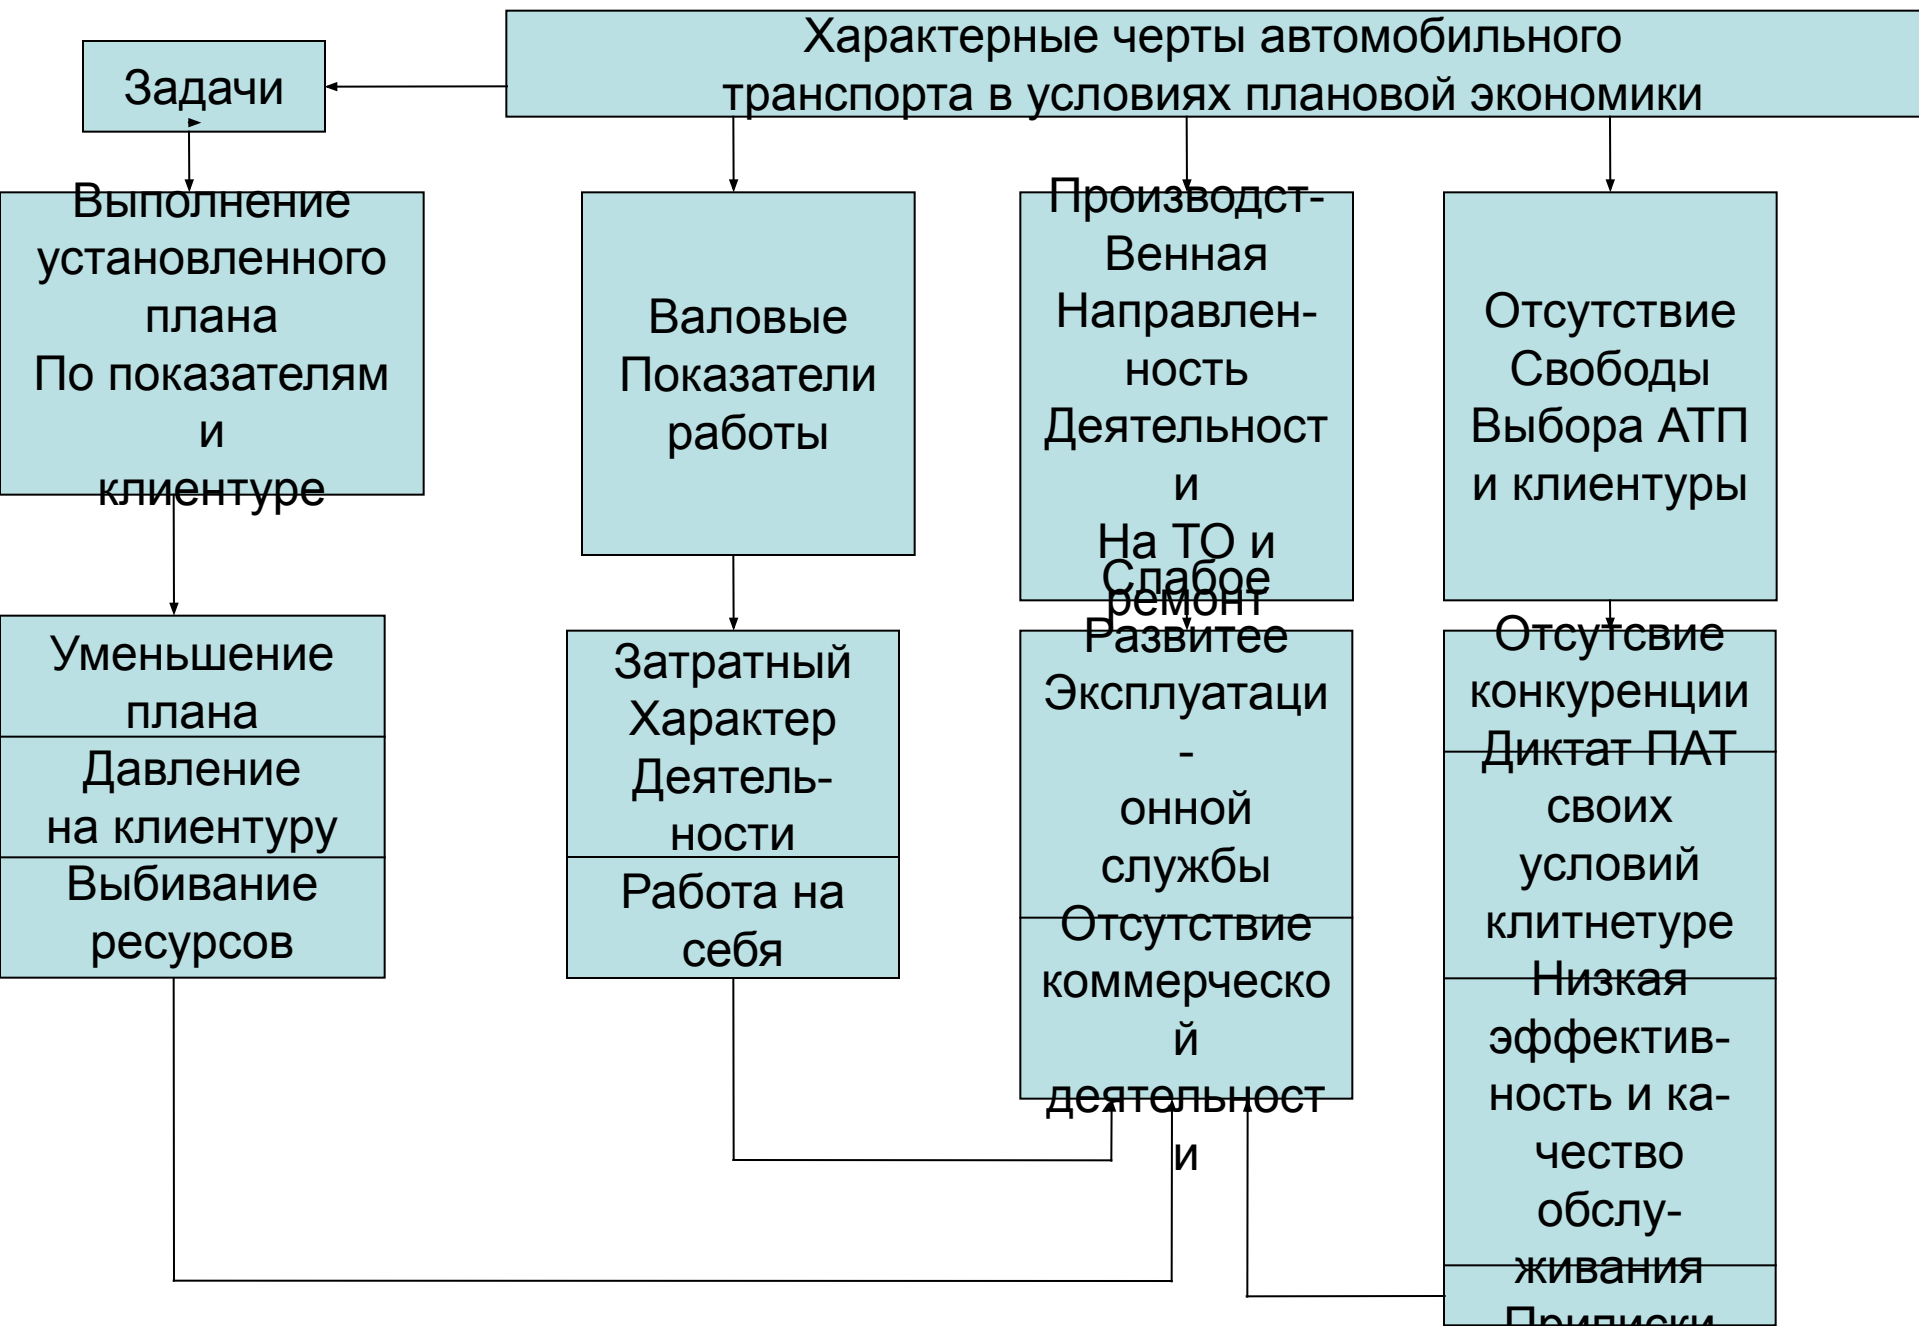 Характерные черты автомобильного
транспорта в условиях плановой экономики
Задачи
Выполнение
установленного
плана
По показателям
и
клиентуре
Уменьшение
плана
Давление
на клиентуру
Выбивание
ресурсов
Валовые
Показатели
работы
Затратный
Характер
Деятель-
ности
Работа на
себя
Производст-
Венная
Направлен-
ность
Деятельност
и
На ТО и
ремонт
Слабое
Развитее
Эксплуатаци
-
онной
службы
Отсутствие
коммерческо
й
деятельност
и
Отсутствие
Свободы
Выбора АТП
и клиентуры
Отсутсвие
конкуренции
Диктат ПАТ
своих
условий
клитнетуре
Низкая
эффектив-
ность и ка-
чество
обслу-
живания
Приписки